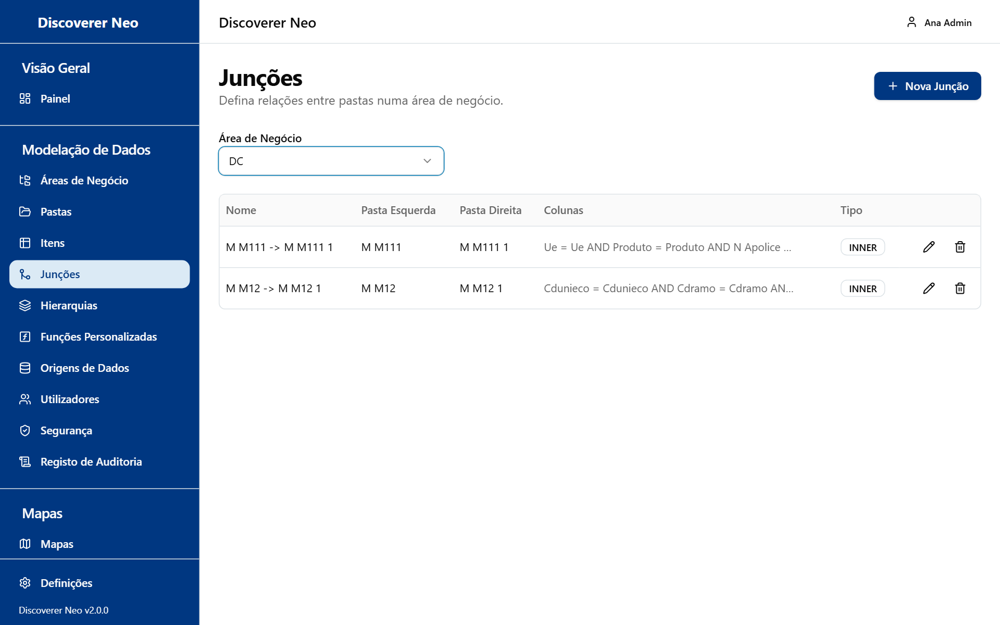 Discoverer Neo
Visão Geral
Painel
Modelação de Dados
Áreas de Negócio
Pastas
Itens
Junções
Hierarquias
Funções Personalizadas
Origens de Dados
Utilizadores
Segurança
Registo de Auditoria
Mapas
Mapas
Definições
Discoverer Neo v2.0.0
Discoverer Neo
Ana Admin
Junções
Defina relações entre pastas numa área de negócio.
Nova Junção
Área de Negócio
DC
Nome Pasta Esquerda Pasta Direita Colunas Tipo
M M111 -> M M111 1 M M111 M M111 1 Ue = Ue AND Produto = Produto AND N Apolice ... INNER
M M12 -> M M12 1 M M12 M M12 1 Cdunieco = Cdunieco AND Cdramo = Cdramo AN... INNER